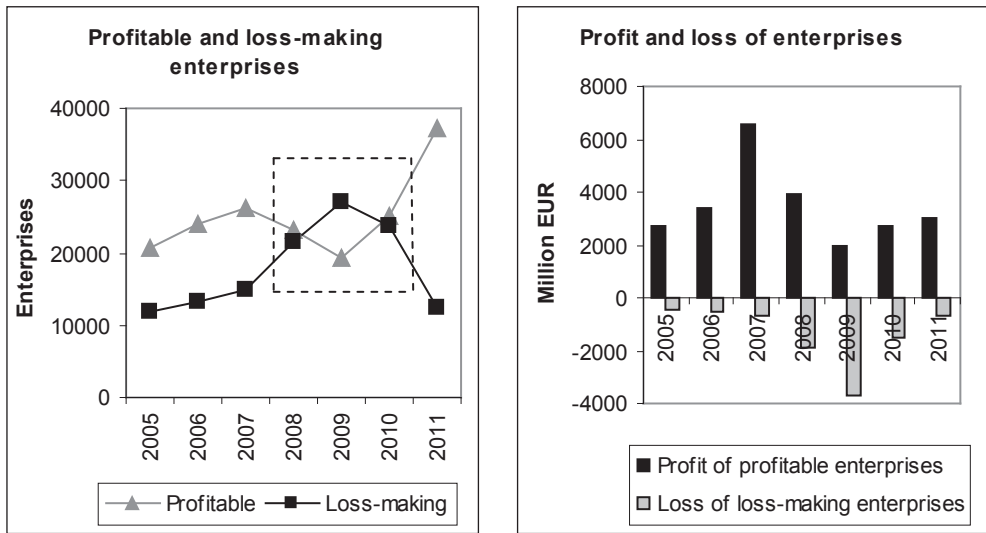 Profitable and loss-making
enterprises
Enterprises
40000
30000
20000
10000
0
2005
2006
2007
2008
2009
2010
2011
Profitable
Loss-making
Profit and loss of enterprises
Million EUR
8000
6000
4000
2000
0
-2000
-4000
2005
2006
2007
2008
2009
2010
2011
Profit of profitable enterprises
Loss of loss-making enterprises